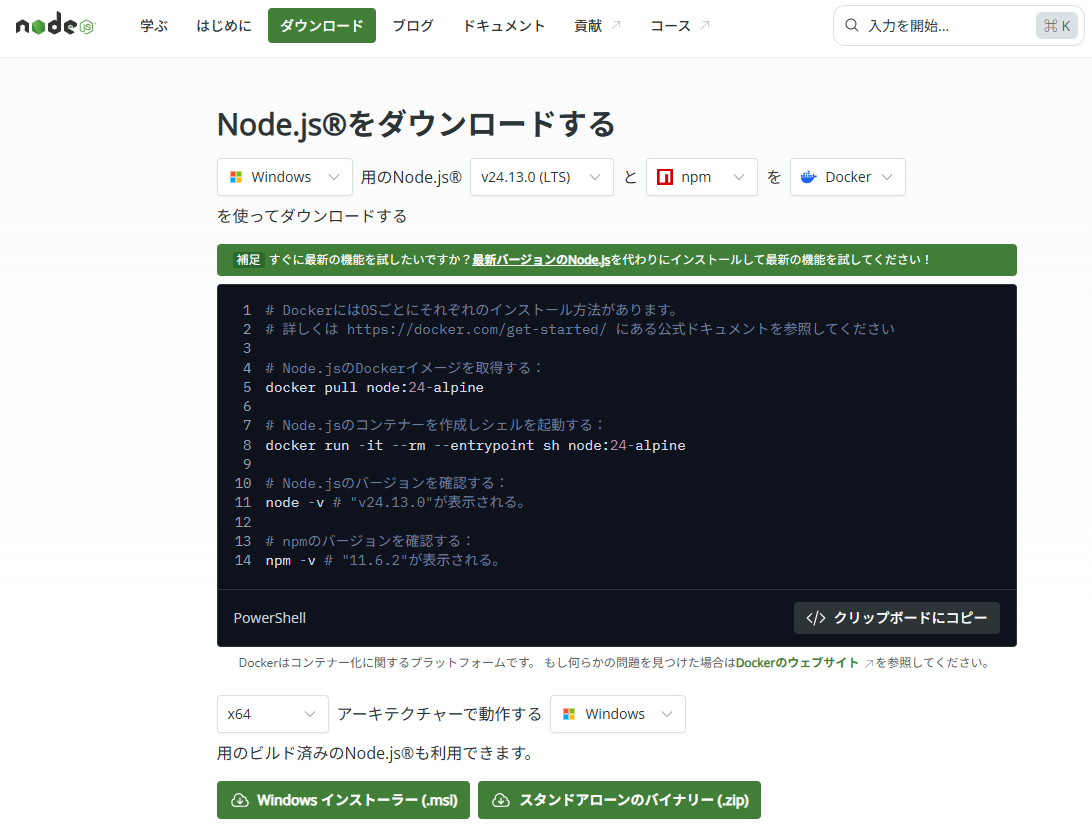 node js
学ぶ はじめに ダウンロード ブログ ドキュメント 貢献 コース 入力を開始... ⌘ K
Node.js®をダウンロードする
Windows 用のNode.js® v24.13.0 (LTS) と npm を Docker
を使ってダウンロードする
補足 すぐに最新の機能を試したいですか？最新バージョンのNode.jsを代わりにインストールして最新の機能を試してください！
1 # DockerにはOSごとにそれぞれのインストール方法があります。
2 # 詳しくは https://docker.com/get-started/ にある公式ドキュメントを参照してください
3
4 # Node.jsのDockerイメージを取得する：
5 docker pull node:24-alpine
6
7 # Node.jsのコンテナーを作成しシェルを起動する：
8 docker run -it --rm --entrypoint sh node:24-alpine
9
10 # Node.jsのバージョンを確認する：
11 node -v # "v24.13.0"が表示される。
12
13 # npmのバージョンを確認する：
14 npm -v # "11.6.2"が表示される。
PowerShell </> クリップボードにコピー
Dockerはコンテナー化に関するプラットフォームです。 もし何らかの問題を見つけた場合はDockerのウェブサイト を参照してください。
x64 アーキテクチャーで動作する Windows
用のビルド済みのNode.js®も利用できます。
Windows インストーラー (.msi) スタンドアローンのバイナリー (.zip)